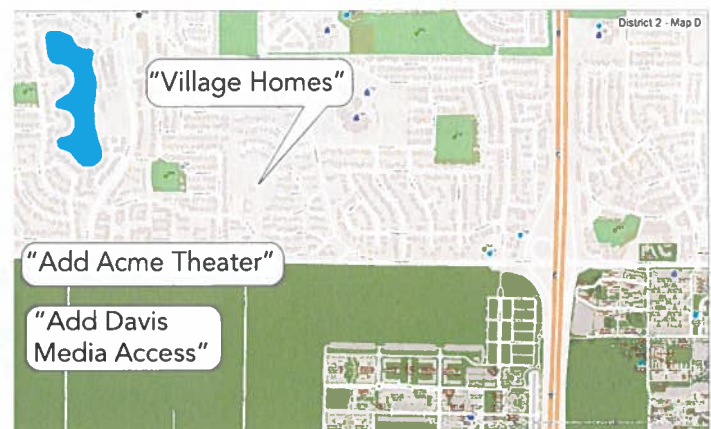 District 2 - Map D
"Village Homes"
"Add Acme Theater"
"Add Davis
Media Access"